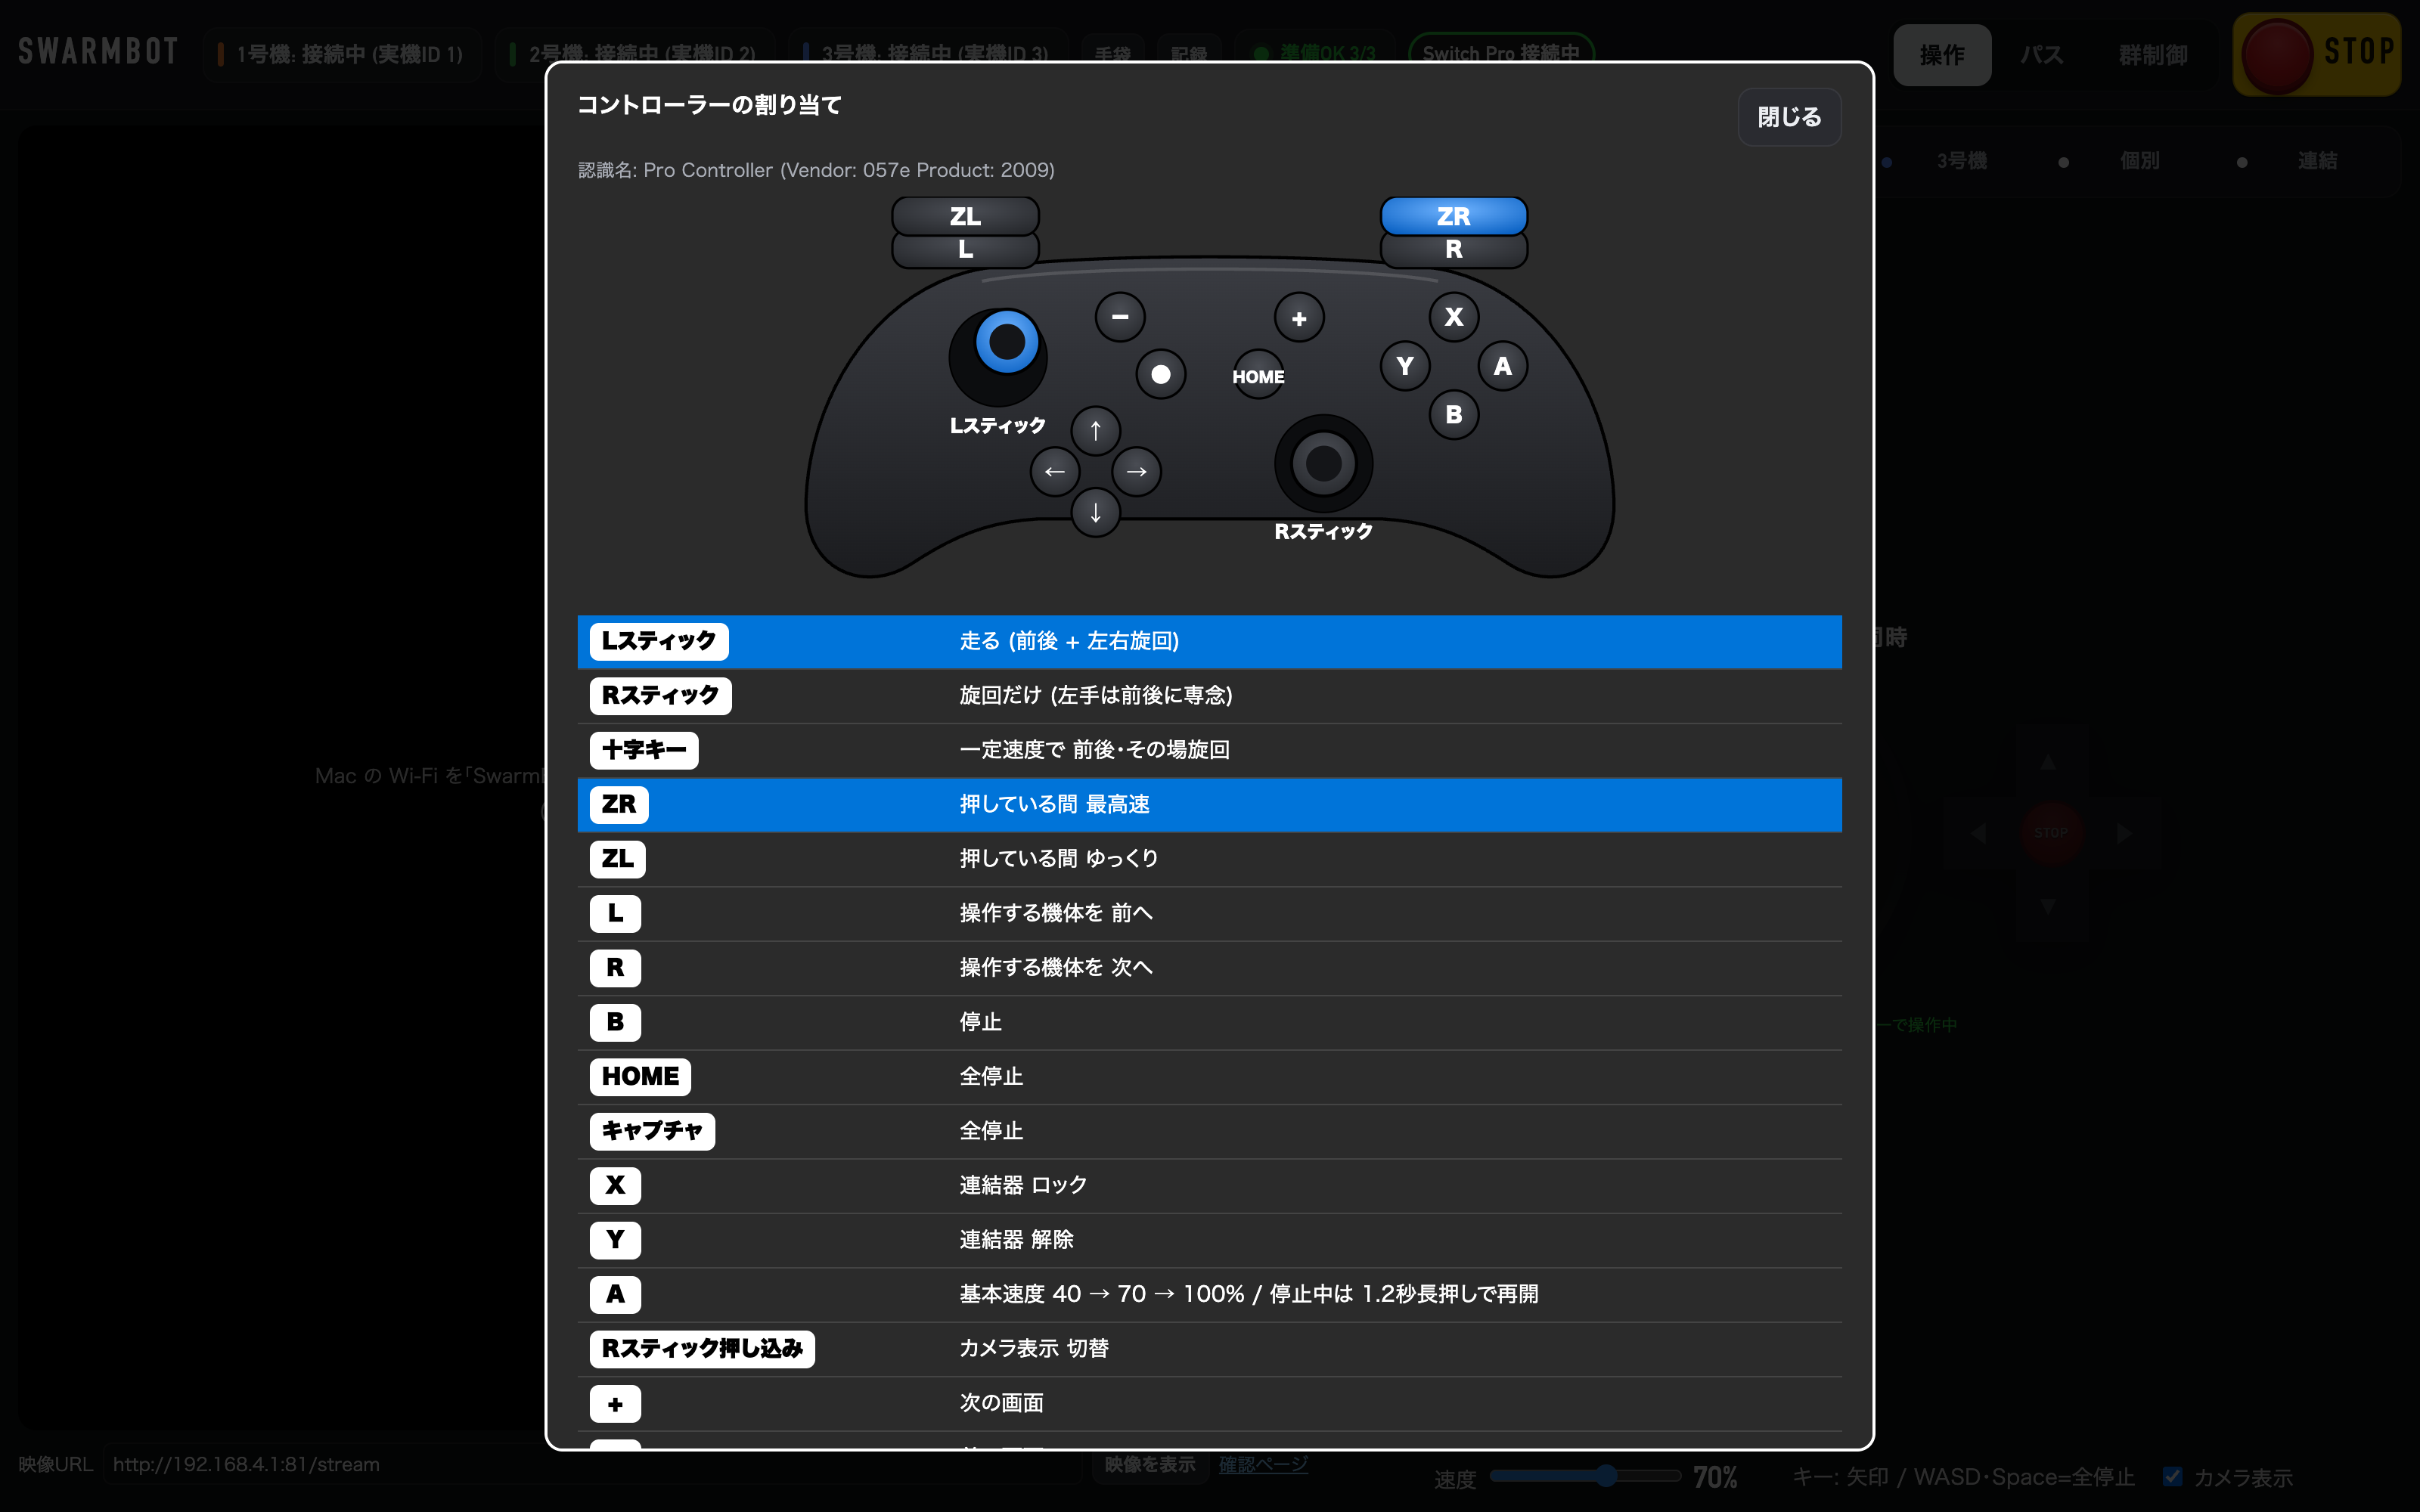 SWARMBOT
1号機: 接続中 (実機ID 1)
2号機: 接続中 (実機ID 2)
3号機: 接続中 (実機ID 3)
手袋
記録
準備OK 3/3
Switch Pro 接続中
操作
パス
群制御
STOP
コントローラーの割り当て
閉じる
認識名: Pro Controller (Vendor: 057e Product: 2009)
3号機
個別
連結
ZL
ZR
L
R
−
+
X
Y
A
B
HOME
Lスティック
↑
←
→
↓
Rスティック
Lスティック 走る (前後 + 左右旋回)
Rスティック 旋回だけ (左手は前後に専念)
十字キー 一定速度で 前後・その場旋回
ZR 押している間 最高速
ZL 押している間 ゆっくり
L 操作する機体を 前へ
R 操作する機体を 次へ
B 停止
HOME 全停止
キャプチャ 全停止
X 連結器 ロック
Y 連結器 解除
A 基本速度 40 → 70 → 100% / 停止中は 1.2秒長押しで再開
Rスティック押し込み カメラ表示 切替
+ 次の画面
Mac の Wi-Fi を「Swarm
同時
STOP
ーで操作中
映像URL http://192.168.4.1:81/stream
映像を表示
確認ページ
速度
70%
キー: 矢印 / WASD・Space=全停止
カメラ表示